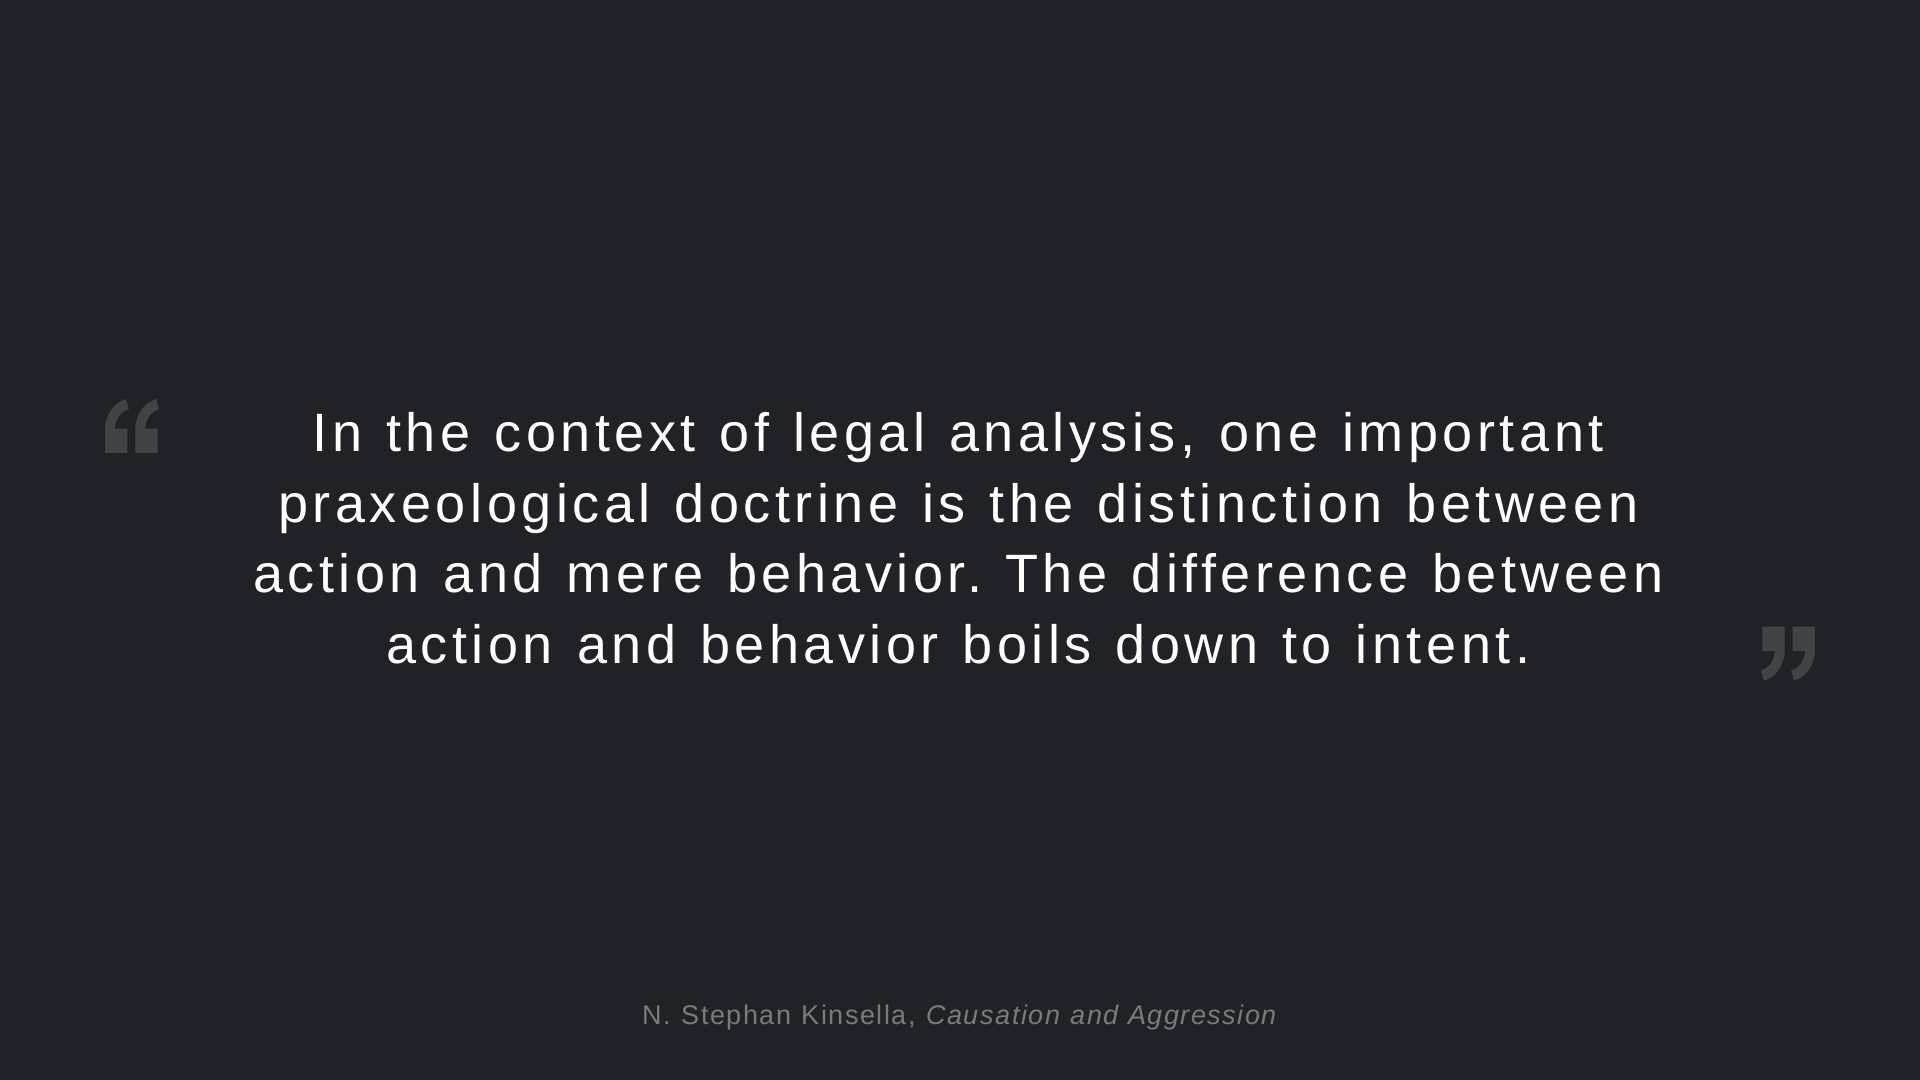 “In the context of legal analysis, one important
praxeological doctrine is the distinction between
action and mere behavior. The difference between
action and behavior boils down to intent.”
N. Stephan Kinsella, Causation and Aggression